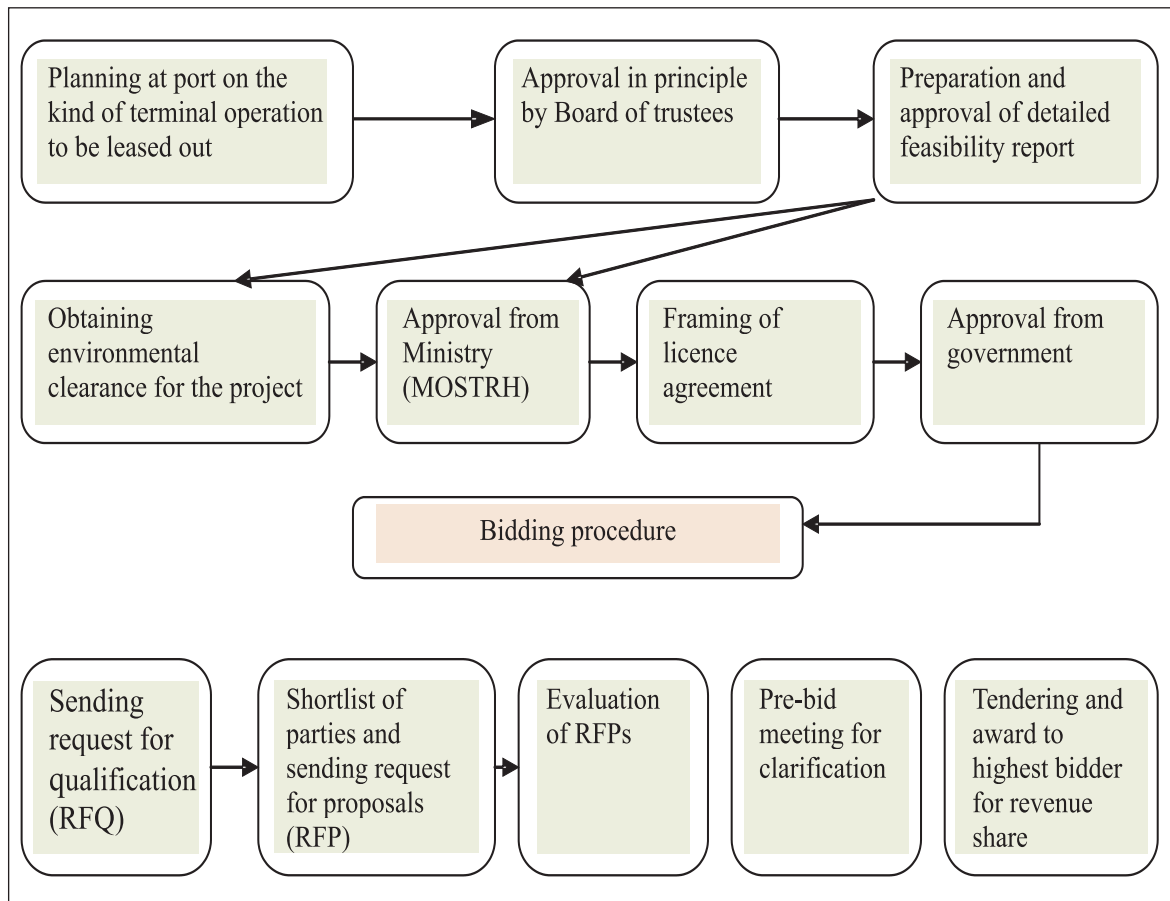 Planning at port on the
kind of terminal operation
to be leased out
Approval in principle
by Board of trustees
Preparation and
approval of detailed
feasibility report
Obtaining
environmental
clearance for the project
Approval from
Ministry
(MOSTRH)
Framing of
licence
agreement
Approval from
government
Bidding procedure
Sending
request for
qualification
(RFQ)
Shortlist of
parties and
sending request
for proposals
(RFP)
Evaluation
of RFPs
Pre-bid
meeting for
clarification
Tendering and
award to
highest bidder
for revenue
share